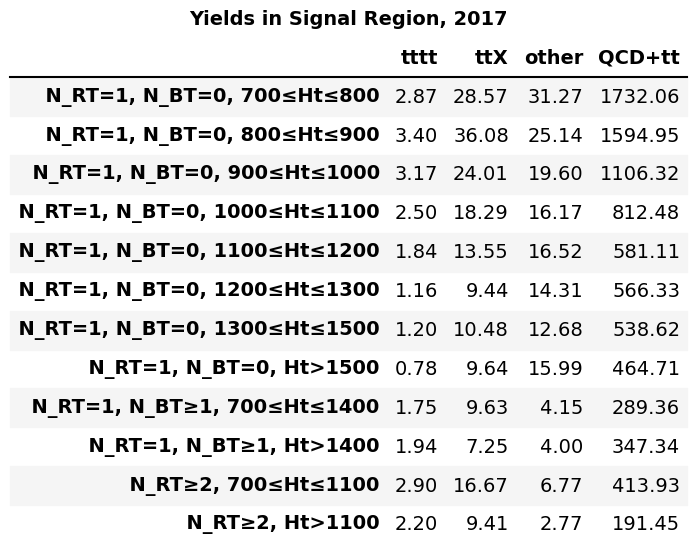 Yields in Signal Region, 2017
tttt ttX other QCD+tt
N_RT=1, N_BT=0, 700≤Ht≤800 2.87 28.57 31.27 1732.06
N_RT=1, N_BT=0, 800≤Ht≤900 3.40 36.08 25.14 1594.95
N_RT=1, N_BT=0, 900≤Ht≤1000 3.17 24.01 19.60 1106.32
N_RT=1, N_BT=0, 1000≤Ht≤1100 2.50 18.29 16.17 812.48
N_RT=1, N_BT=0, 1100≤Ht≤1200 1.84 13.55 16.52 581.11
N_RT=1, N_BT=0, 1200≤Ht≤1300 1.16 9.44 14.31 566.33
N_RT=1, N_BT=0, 1300≤Ht≤1500 1.20 10.48 12.68 538.62
N_RT=1, N_BT=0, Ht>1500 0.78 9.64 15.99 464.71
N_RT=1, N_BT≥1, 700≤Ht≤1400 1.75 9.63 4.15 289.36
N_RT=1, N_BT≥1, Ht>1400 1.94 7.25 4.00 347.34
N_RT≥2, 700≤Ht≤1100 2.90 16.67 6.77 413.93
N_RT≥2, Ht>1100 2.20 9.41 2.77 191.45